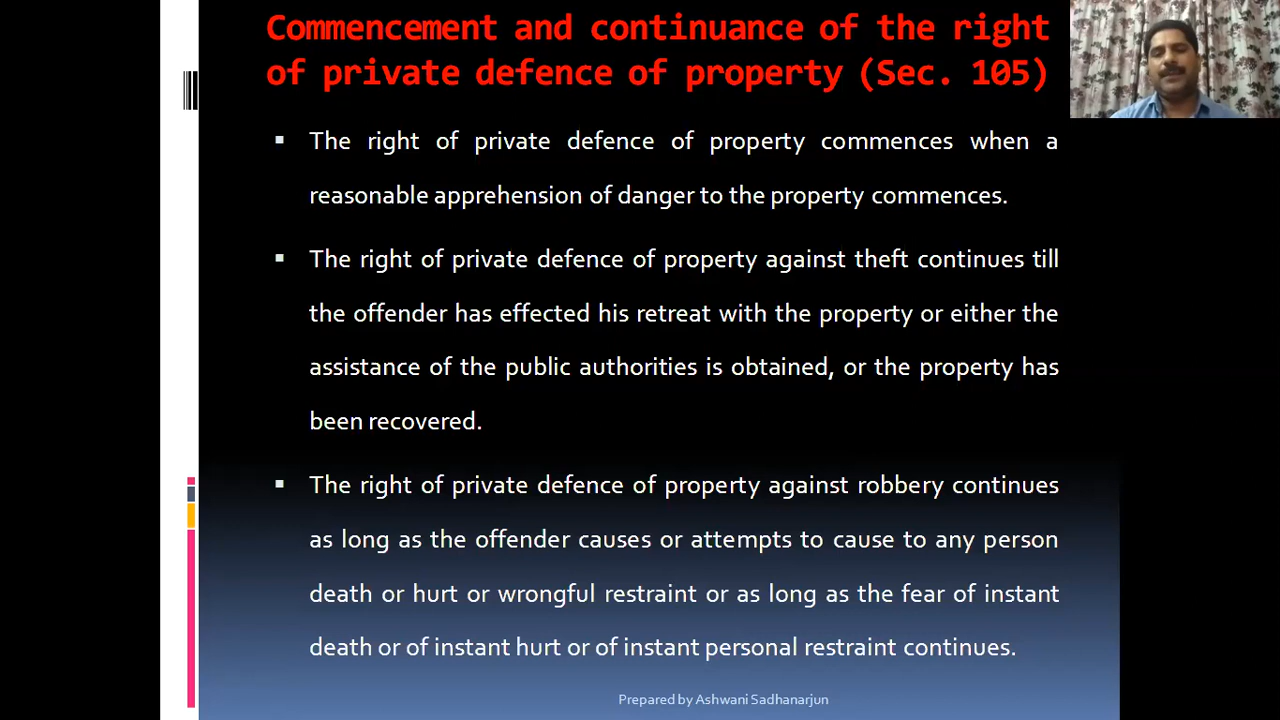 Commencement and continuance of the right
of private defence of property (Sec. 105)
The right of private defence of property commences when a
reasonable apprehension of danger to the property commences.
The right of private defence of property against theft continues till
the offender has effected his retreat with the property or either the
assistance of the public authorities is obtained, or the property has
been recovered.
The right of private defence of property against robbery continues
as long as the offender causes or attempts to cause to any person
death or hurt or wrongful restraint or as long as the fear of instant
death or of instant hurt or of instant personal restraint continues.
Prepared by Ashwani Sadhanarjun